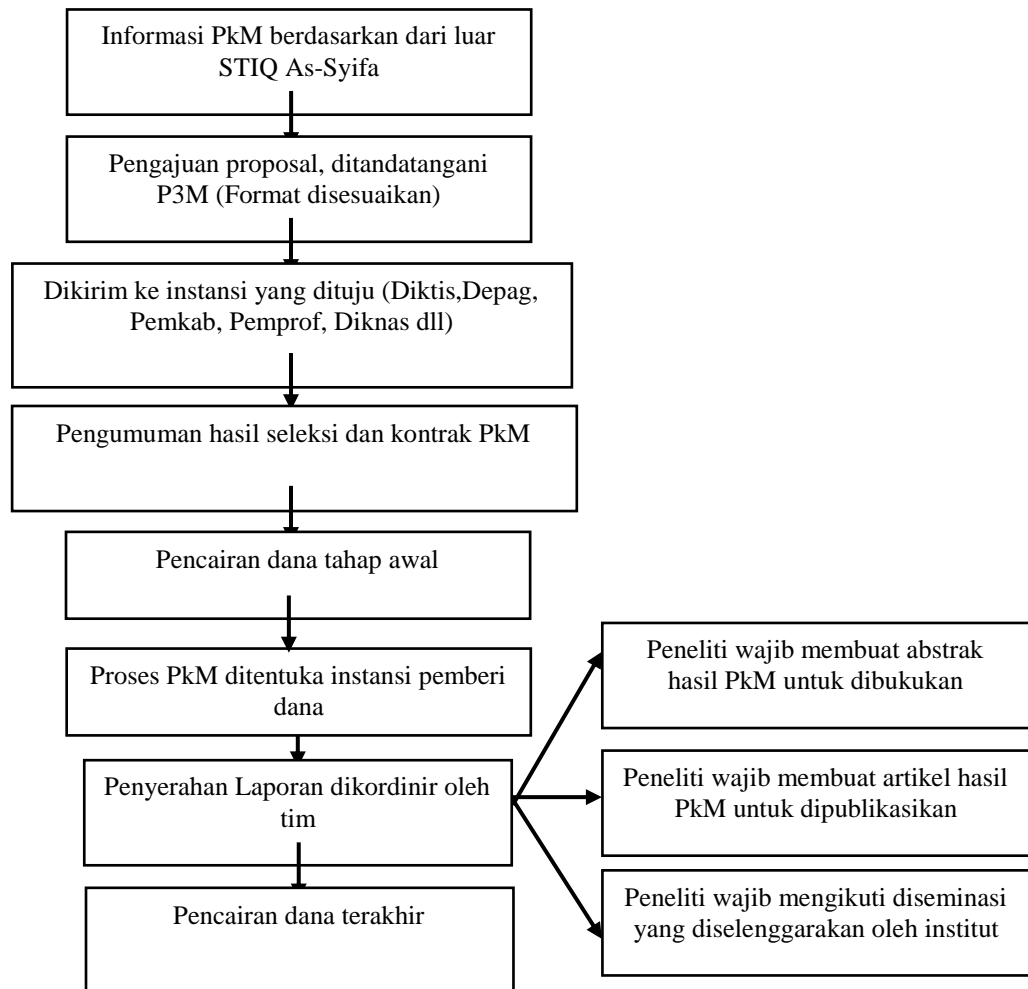 Informasi PkM berdasarkan dari luar
STIQ As-Syifa
Pengajuan proposal, ditandatangani
P3M (Format disesuaikan)
Dikirim ke instansi yang dituju (Diktis,Depag,
Pemkab, Pemprof, Diknas dll)
Pengumuman hasil seleksi dan kontrak PkM
Pencairan dana tahap awal
Proses PkM ditentuka instansi pemberi
dana
Penyerahan Laporan dikordinir oleh
tim
Pencairan dana terakhir
Peneliti wajib membuat abstrak
hasil PkM untuk dibukukan
Peneliti wajib membuat artikel hasil
PkM untuk dipublikasikan
Peneliti wajib mengikuti diseminasi
yang diselenggarakan oleh institut